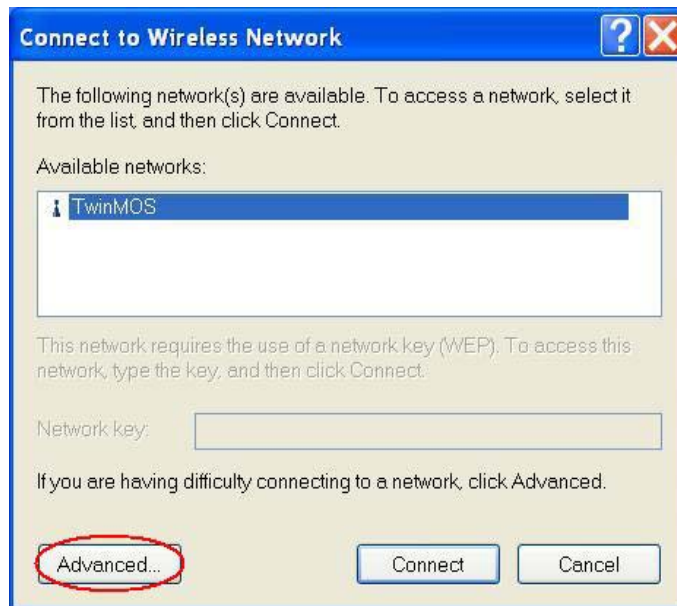 Connect to Wireless Network
The following network(s) are available. To access a network, select it
from the list, and then click Connect.
Available networks:
TwinMOS
This network requires the use of a network key (WEP). To access this
network, type the key, and then click Connect.
Network key:
If you are having difficulty connecting to a network, click Advanced.
Advanced... Connect Cancel